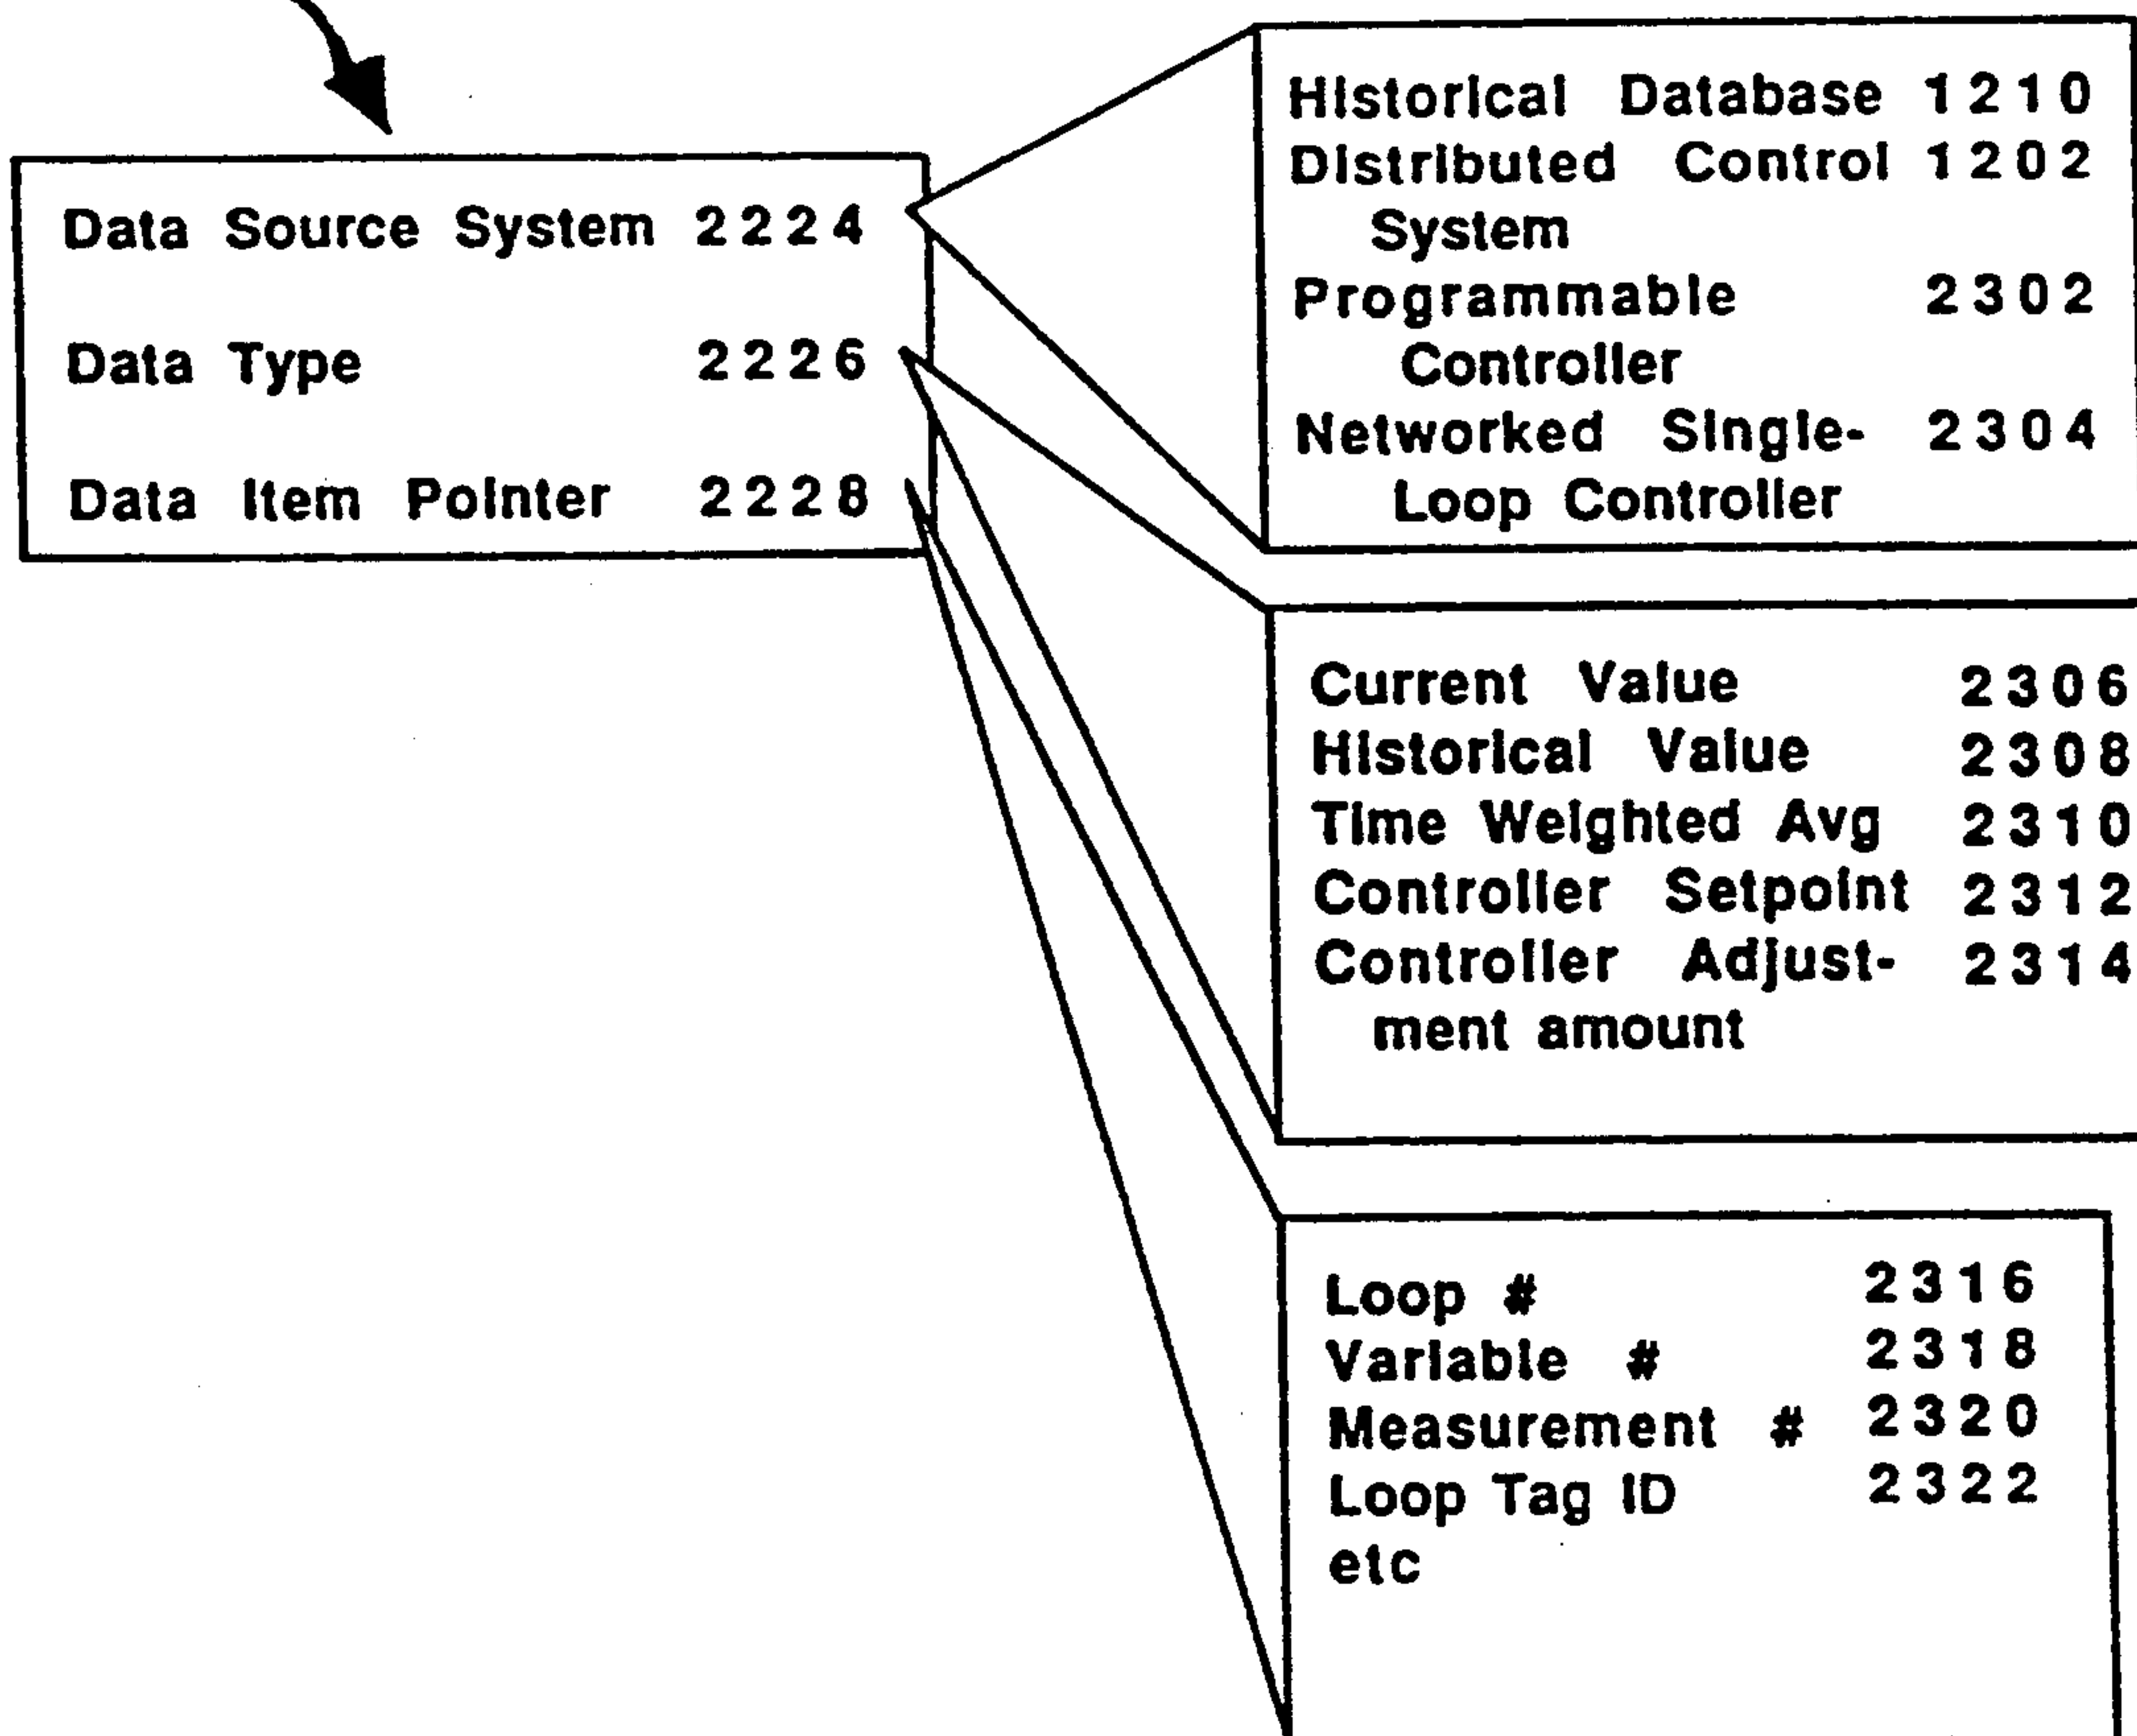 Data Source System 2224
Data Type 2226
Data Item Pointer 2228
Historical Database 1210
Distributed Control 1202
System
Programmable 2302
Controller
Networked Single- 2304
Loop Controller
Current Value 2306
Historical Value 2308
Time Weighted Avg 2310
Controller Setpoint 2312
Controller Adjust- 2314
ment amount
Loop # 2316
Variable # 2318
Measurement # 2320
Loop Tag ID 2322
etc